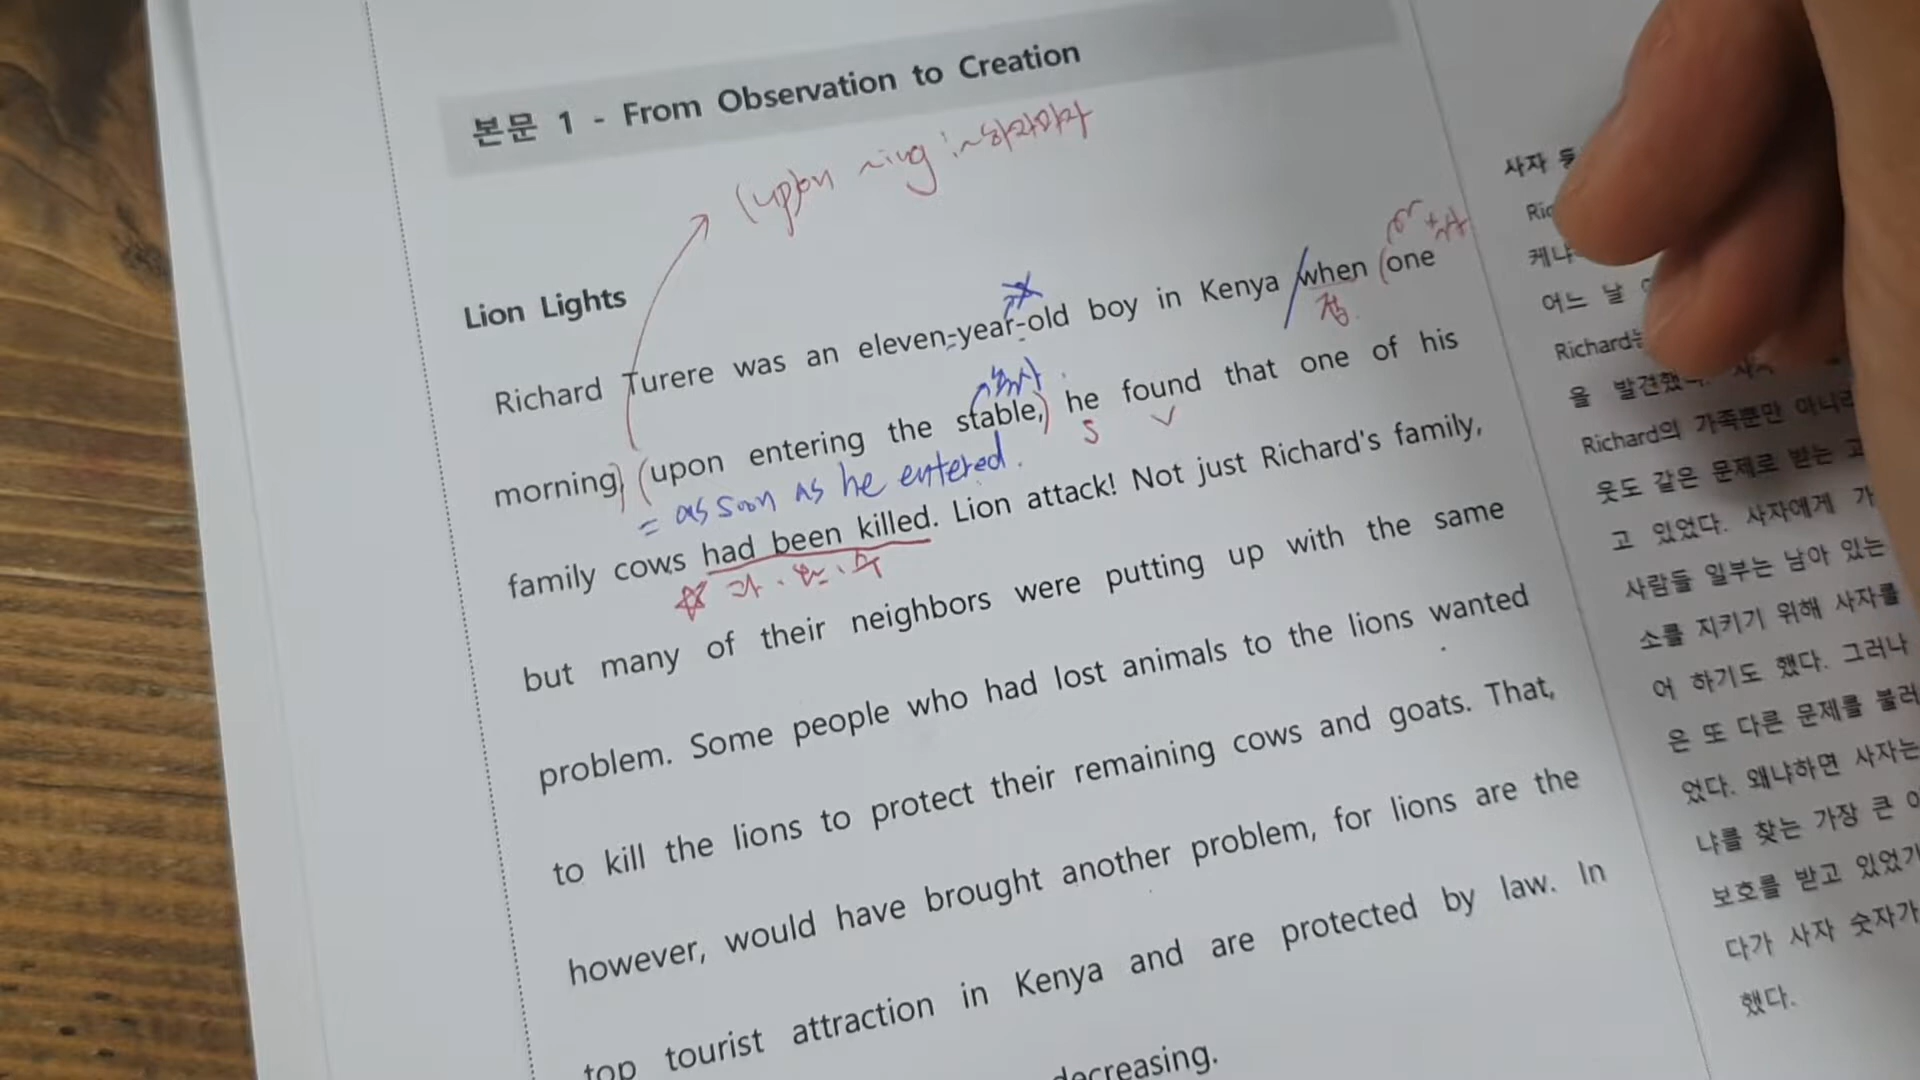 본문 1 - From Observation to Creation
(up)on ~ing : ~하자마자
Lion Lights
Richard Turere was an eleven-year-old boy in Kenya when (one
접
morning) (upon entering the stable,) he found that one of his
S V
= as soon as he entered.
family cows had been killed. Lion attack! Not just Richard's family,
☆ 과.완.수
but many of their neighbors were putting up with the same
problem. Some people who had lost animals to the lions wanted
to kill the lions to protect their remaining cows and goats. That,
however, would have brought another problem, for lions are the
top tourist attraction in Kenya and are protected by law. In
decreasing.
사자
케냐
어느 날
Richard는
을 발견했
Richard의 가족뿐만 아니라
웃도 같은 문제로 받는 고
고 있었다. 사자에게 가
사람들 일부는 남아 있는
소를 지키기 위해 사자를
어 하기도 했다. 그러나
은 또 다른 문제를 불러
었다. 왜냐하면 사자는
냐를 찾는 가장 큰
보호를 받고 있었기
다가 사자 숫자가
했다.